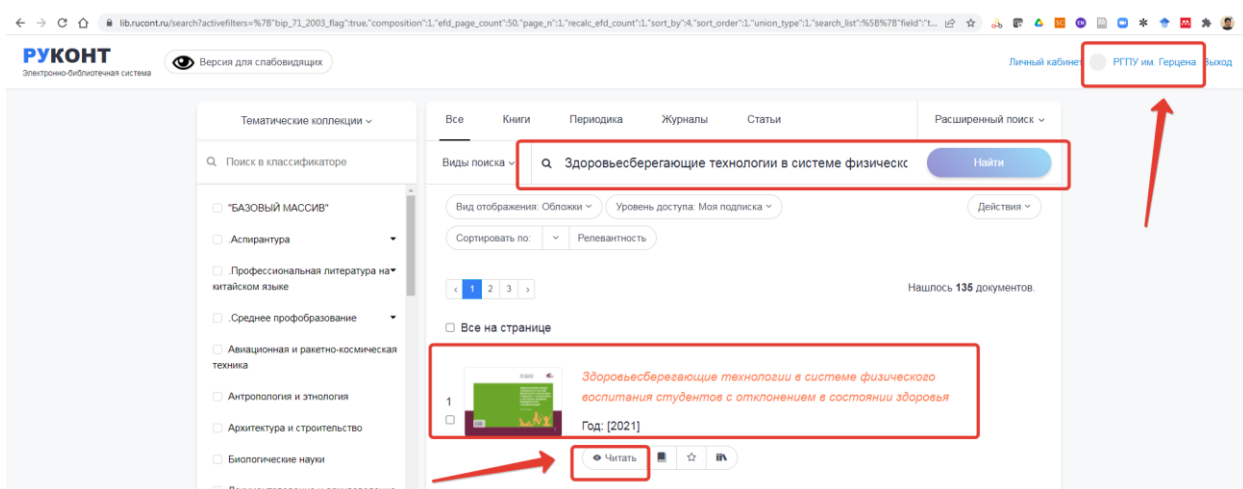 lib.rucont.ru/search?activefilters=%7B"bip_71_2003_flag":true,"composition":1,"efd_page_count":50,"page_n":1,"recalc_efd_count":1,"sort_by":4,"sort_order":1,"union_type":1,"search_list":%5B%7B"field":"t...
РУКОНТ
Электронно-библиотечная система
Версия для слабовидящих
Личный кабинет РГПУ им. Герцена Выход
Тематические коллекции
Все Книги Периодика Журналы Статьи Расширенный поиск
Поиск в классификаторе
Виды поиска Здоровьесберегающие технологии в системе физическс Найти
"БАЗОВЫЙ МАССИВ"
.Аспирантура
.Профессиональная литература на
китайском языке
.Среднее профобразование
Авиационная и ракетно-космическая
техника
Антропология и этнология
Архитектура и строительство
Биологические науки
Вид отображения: Обложки Уровень доступа: Моя подписка Действия
Сортировать по: Релевантность
‹ 1 2 3 › Нашлось 135 документов.
Все на странице
1
Здоровьесберегающие технологии в системе физического
воспитания студентов с отклонением в состоянии здоровья
Год: [2021]
Читать